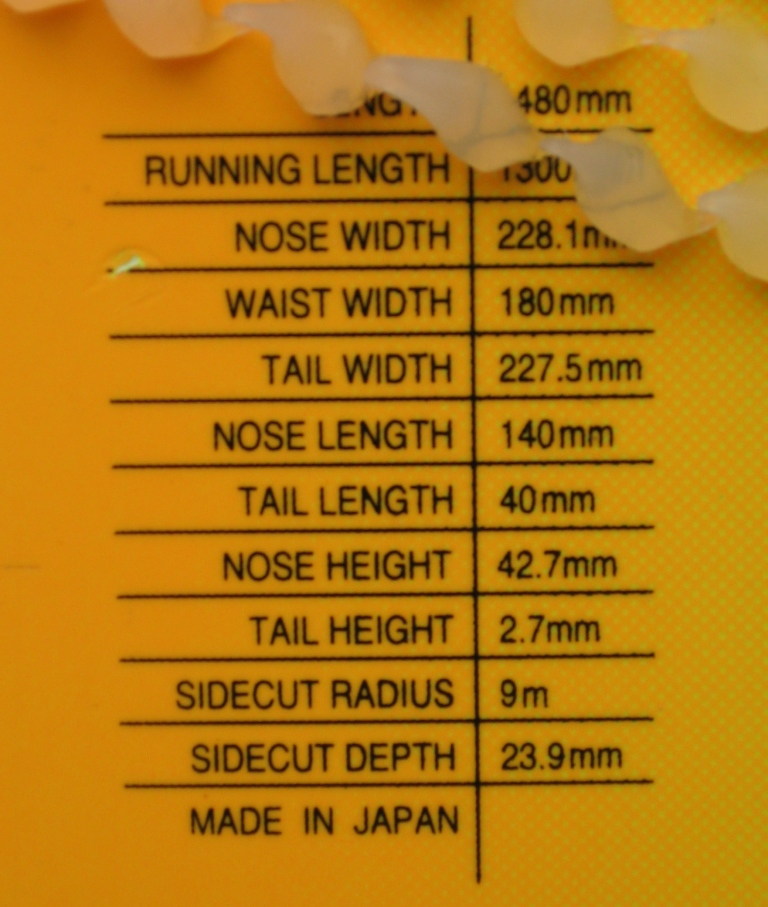 480mm
RUNNING LENGTH 1300
NOSE WIDTH 228.1mm
WAIST WIDTH 180mm
TAIL WIDTH 227.5mm
NOSE LENGTH 140mm
TAIL LENGTH 40mm
NOSE HEIGHT 42.7mm
TAIL HEIGHT 2.7mm
SIDECUT RADIUS 9m
SIDECUT DEPTH 23.9mm
MADE IN JAPAN